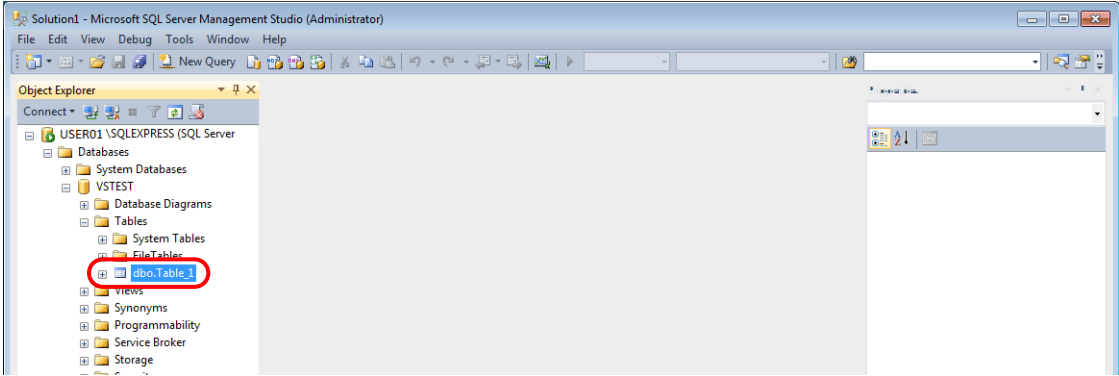 Solution1 - Microsoft SQL Server Management Studio (Administrator)
File Edit View Debug Tools Window Help
New Query
Object Explorer
Connect
USER01 \SQLEXPRESS (SQL Server
Databases
System Databases
VSTEST
Database Diagrams
Tables
System Tables
FileTables
dbo.Table_1
Views
Synonyms
Programmability
Service Broker
Storage